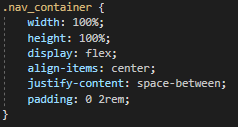 .nav_container {
    width: 100%;
    height: 100%;
    display: flex;
    align-items: center;
    justify-content: space-between;
    padding: 0 2rem;
}